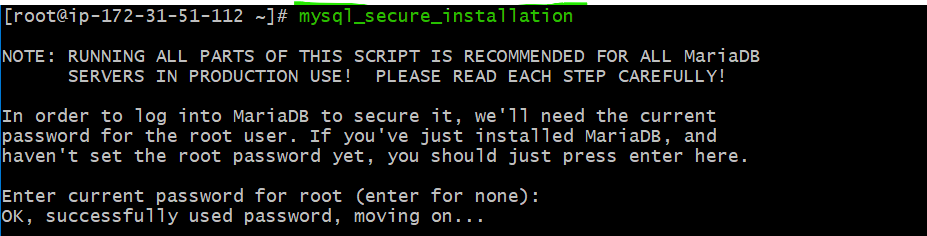 [root@ip-172-31-51-112 ~]# mysql_secure_installation
NOTE: RUNNING ALL PARTS OF THIS SCRIPT IS RECOMMENDED FOR ALL MariaDB
SERVERS IN PRODUCTION USE!  PLEASE READ EACH STEP CAREFULLY!
In order to log into MariaDB to secure it, we'll need the current
password for the root user. If you've just installed MariaDB, and
haven't set the root password yet, you should just press enter here.
Enter current password for root (enter for none):
OK, successfully used password, moving on...